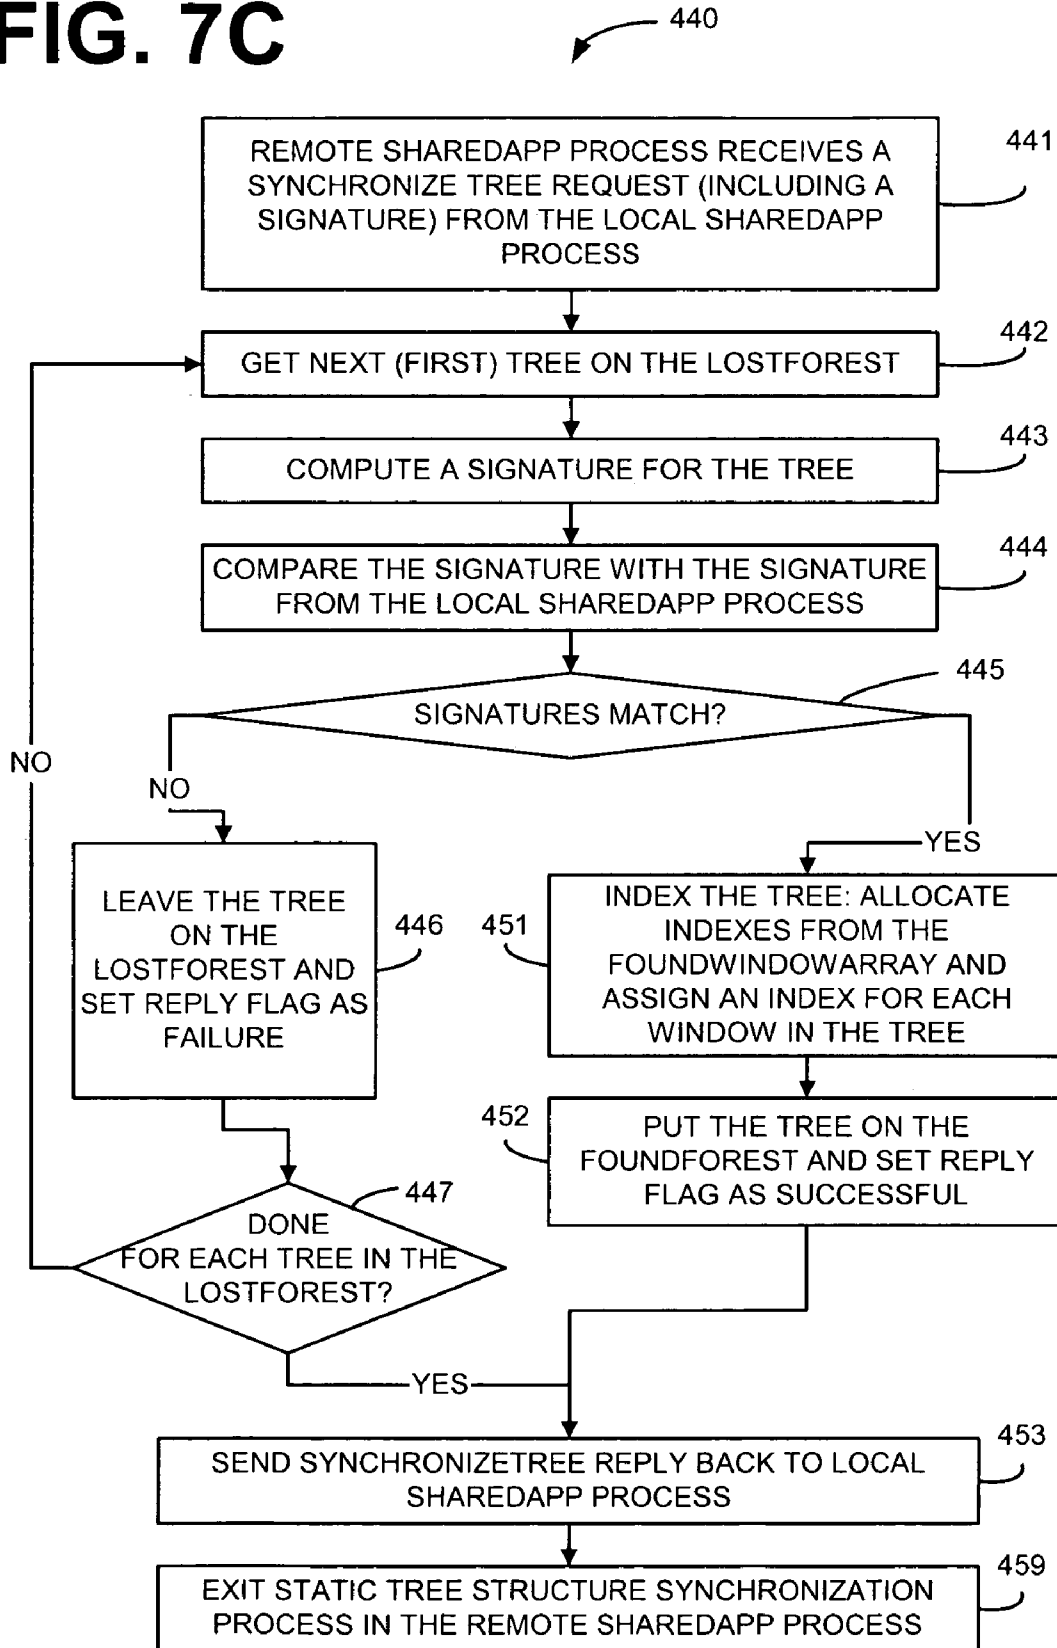 FIG. 7C
440
REMOTE SHAREDAPP PROCESS RECEIVES A
SYNCHRONIZE TREE REQUEST (INCLUDING A
SIGNATURE) FROM THE LOCAL SHAREDAPP
PROCESS
441
GET NEXT (FIRST) TREE ON THE LOSTFOREST
442
COMPUTE A SIGNATURE FOR THE TREE
443
COMPARE THE SIGNATURE WITH THE SIGNATURE
FROM THE LOCAL SHAREDAPP PROCESS
444
SIGNATURES MATCH?
445
NO
NO
YES
LEAVE THE TREE
ON THE
LOSTFOREST AND
SET REPLY FLAG AS
FAILURE
446
451
INDEX THE TREE: ALLOCATE
INDEXES FROM THE
FOUNDWINDOWARRAY AND
ASSIGN AN INDEX FOR EACH
WINDOW IN THE TREE
452
PUT THE TREE ON THE
FOUNDFOREST AND SET REPLY
FLAG AS SUCCESSFUL
447
DONE
FOR EACH TREE IN THE
LOSTFOREST?
YES
SEND SYNCHRONIZETREE REPLY BACK TO LOCAL
SHAREDAPP PROCESS
453
EXIT STATIC TREE STRUCTURE SYNCHRONIZATION
PROCESS IN THE REMOTE SHAREDAPP PROCESS
459